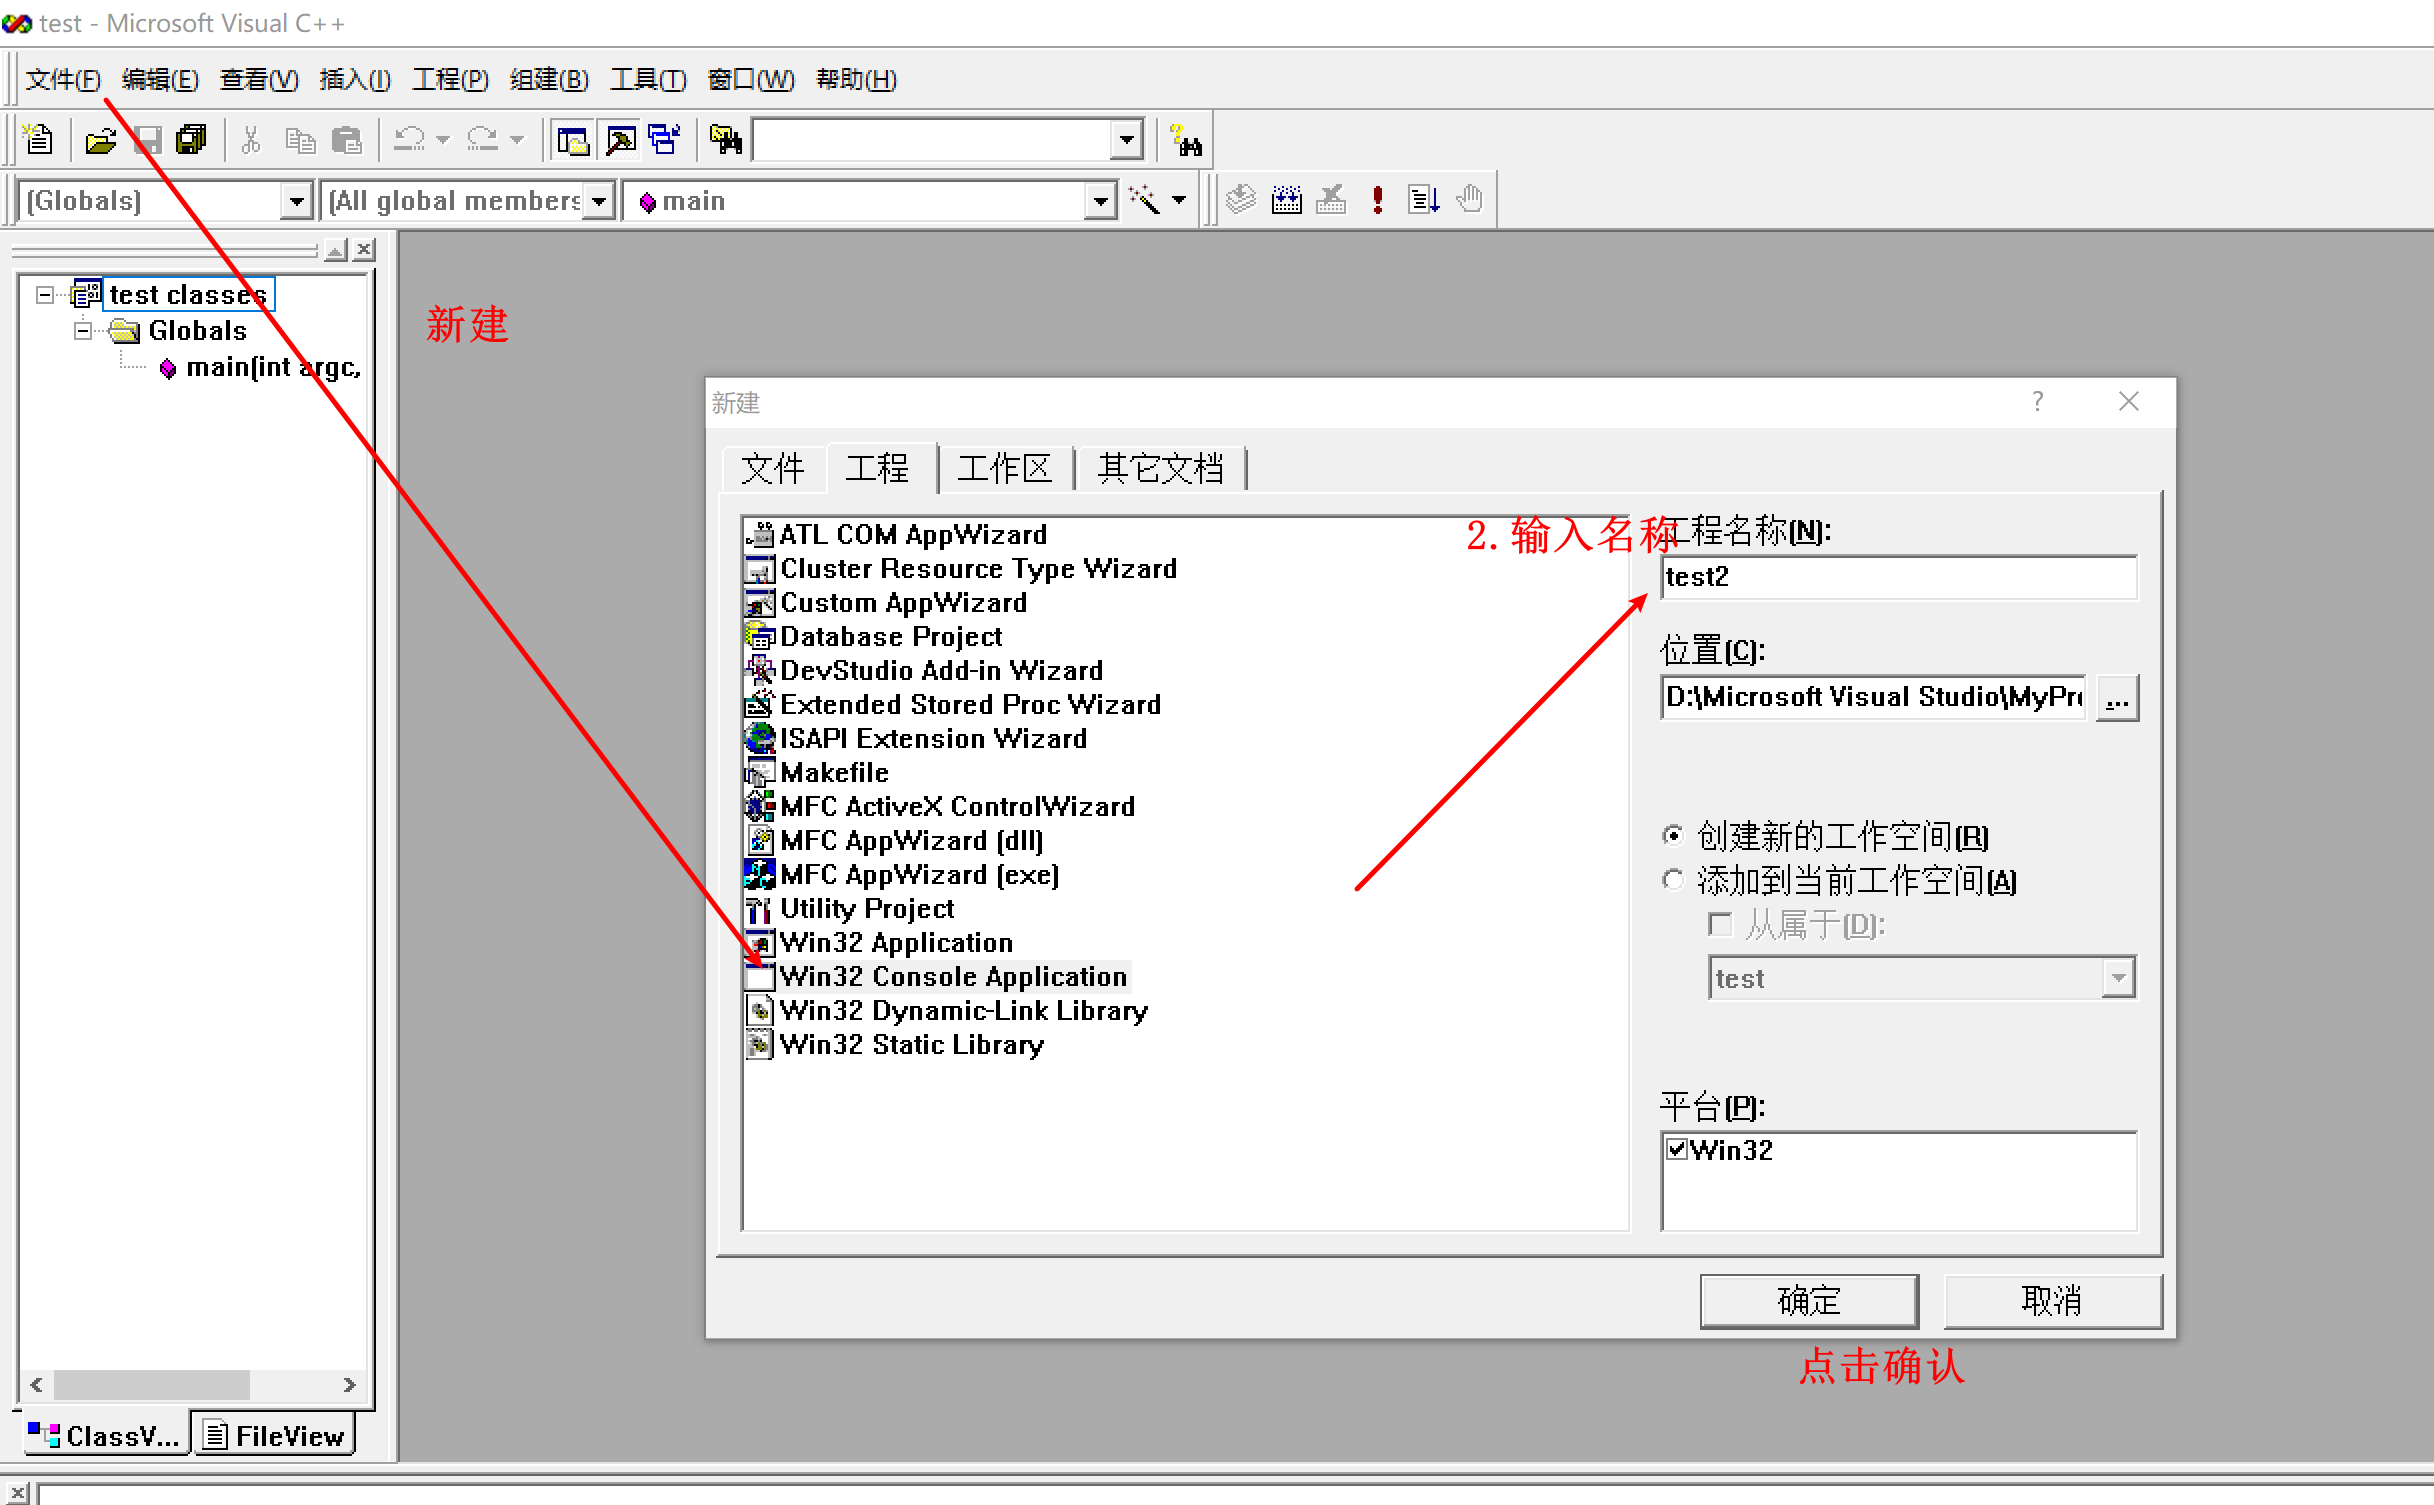 test - Microsoft Visual C++
文件(F) 编辑(E) 查看(V) 插入(I) 工程(P) 组建(B) 工具(T) 窗口(W) 帮助(H)
(Globals) (All global members main
test classes
Globals
main(int argc,
新建
新建
文件 工程 工作区 其它文档
ATL COM AppWizard
Cluster Resource Type Wizard
Custom AppWizard
Database Project
DevStudio Add-in Wizard
Extended Stored Proc Wizard
ISAPI Extension Wizard
Makefile
MFC ActiveX ControlWizard
MFC AppWizard (dll)
MFC AppWizard (exe)
Utility Project
Win32 Application
Win32 Console Application
Win32 Dynamic-Link Library
Win32 Static Library
2.输入名称
工程名称(N):
test2
位置(C):
D:\Microsoft Visual Studio\MyPr
...
创建新的工作空间(R)
添加到当前工作空间(A)
从属于(D):
test
平台(P):
Win32
确定 取消
点击确认
ClassV... FileView